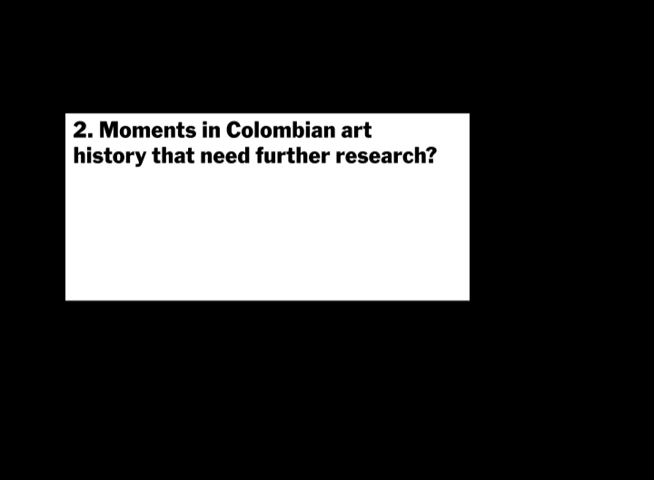 2. Moments in Colombian art
history that need further research?